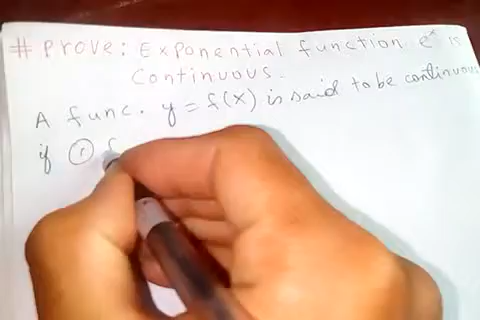 # Prove: Exponential function e^x is
Continuous.
A func. y = f(x) is said to be continuous
if ①